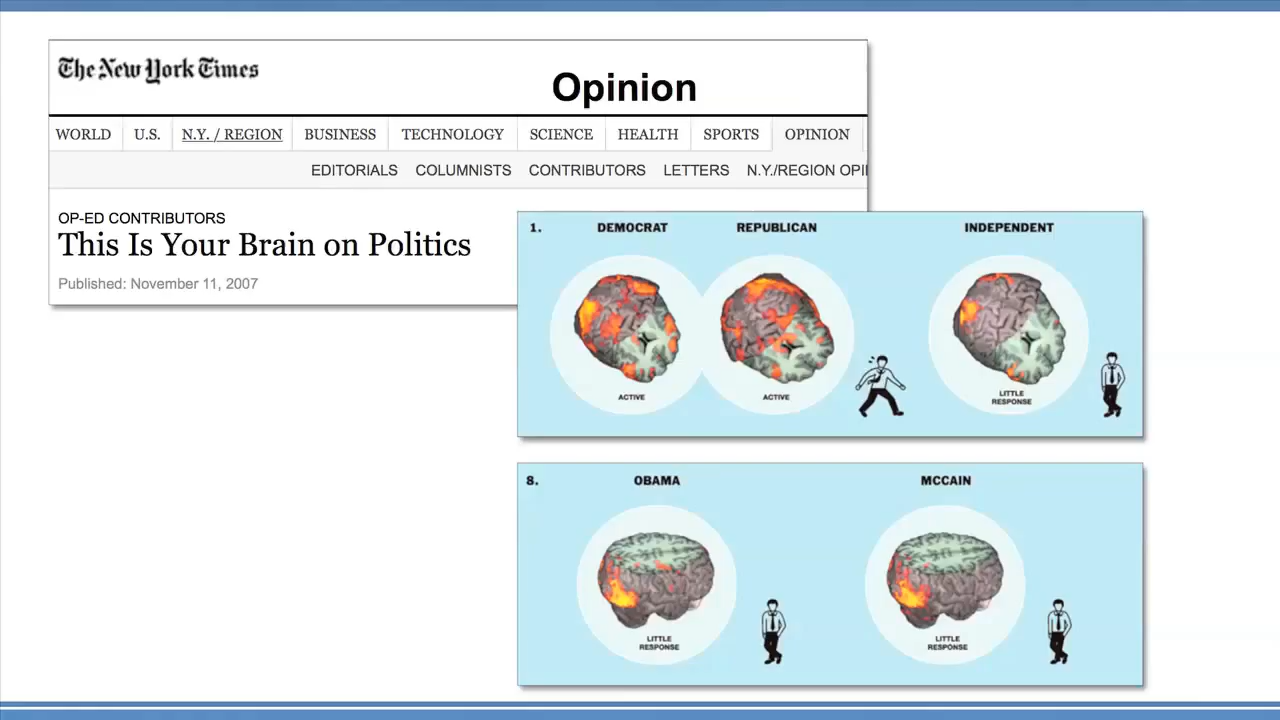 The New York Times
Opinion
WORLD U.S. N.Y. / REGION BUSINESS TECHNOLOGY SCIENCE HEALTH SPORTS OPINION
EDITORIALS COLUMNISTS CONTRIBUTORS LETTERS N.Y./REGION OPI
OP-ED CONTRIBUTORS
This Is Your Brain on Politics
Published: November 11, 2007
1. DEMOCRAT REPUBLICAN INDEPENDENT
ACTIVE ACTIVE LITTLE
RESPONSE
8. OBAMA MCCAIN
LITTLE LITTLE
RESPONSE RESPONSE